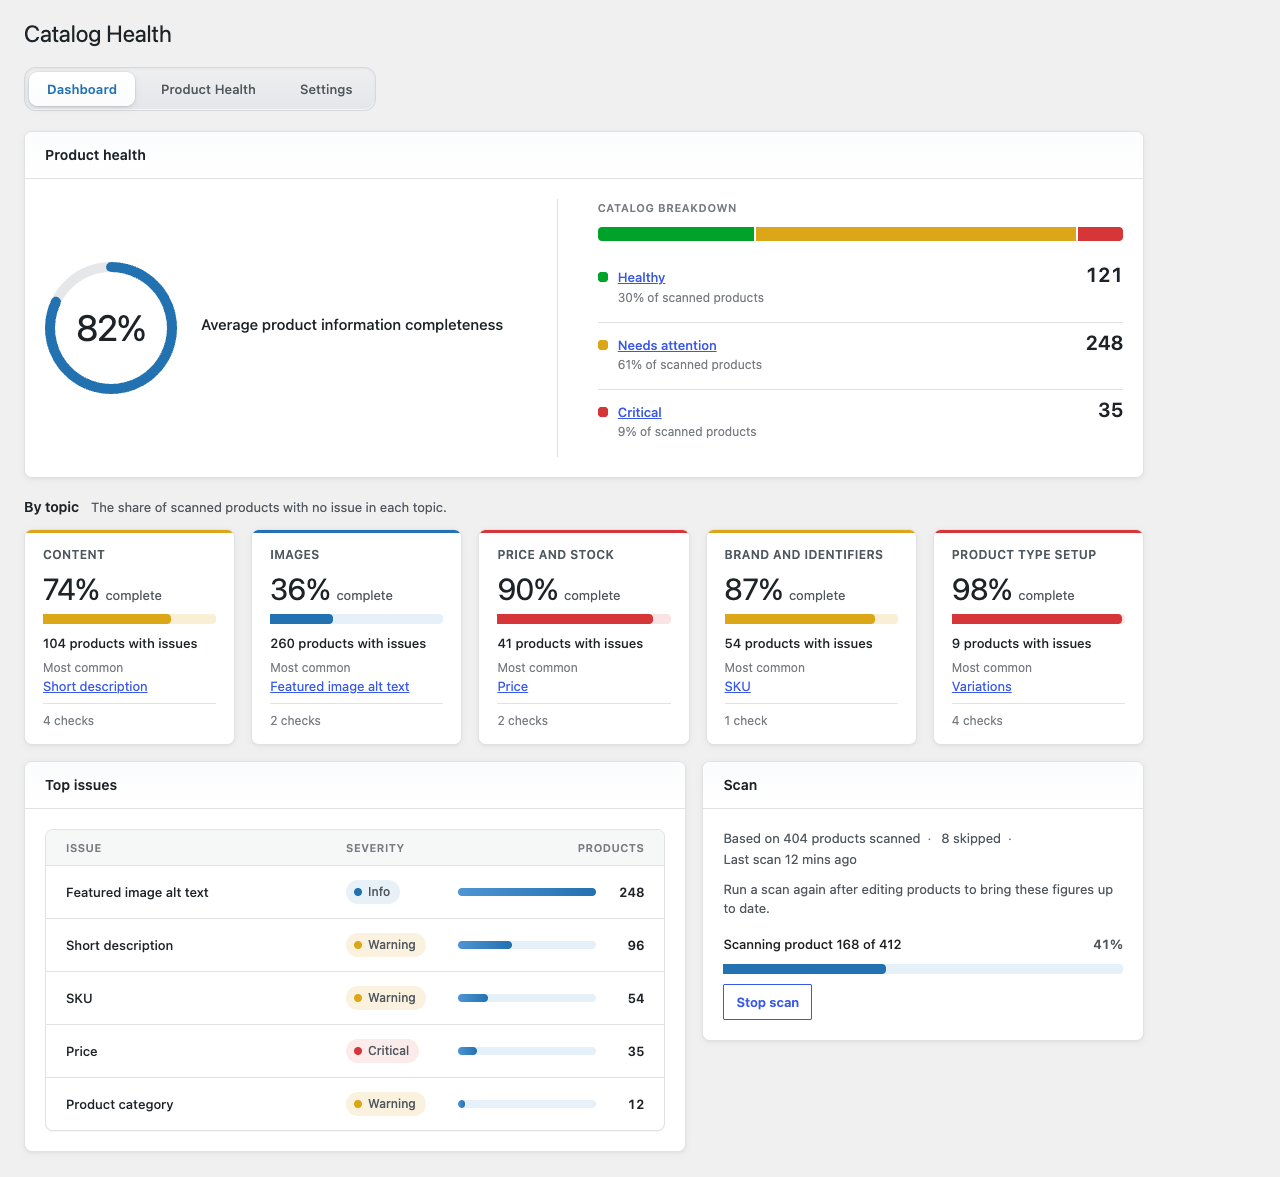 Catalog Health
Dashboard
Product Health
Settings
Product health
82%
Average product information completeness
CATALOG BREAKDOWN
Healthy
121
30% of scanned products
Needs attention
248
61% of scanned products
Critical
35
9% of scanned products
By topic The share of scanned products with no issue in each topic.
CONTENT
74% complete
104 products with issues
Most common
Short description
4 checks
IMAGES
36% complete
260 products with issues
Most common
Featured image alt text
2 checks
PRICE AND STOCK
90% complete
41 products with issues
Most common
Price
2 checks
BRAND AND IDENTIFIERS
87% complete
54 products with issues
Most common
SKU
1 check
PRODUCT TYPE SETUP
98% complete
9 products with issues
Most common
Variations
4 checks
Top issues
ISSUE SEVERITY PRODUCTS
Featured image alt text Info 248
Short description Warning 96
SKU Warning 54
Price Critical 35
Product category Warning 12
Scan
Based on 404 products scanned · 8 skipped ·
Last scan 12 mins ago
Run a scan again after editing products to bring these figures up
to date.
Scanning product 168 of 412 41%
Stop scan